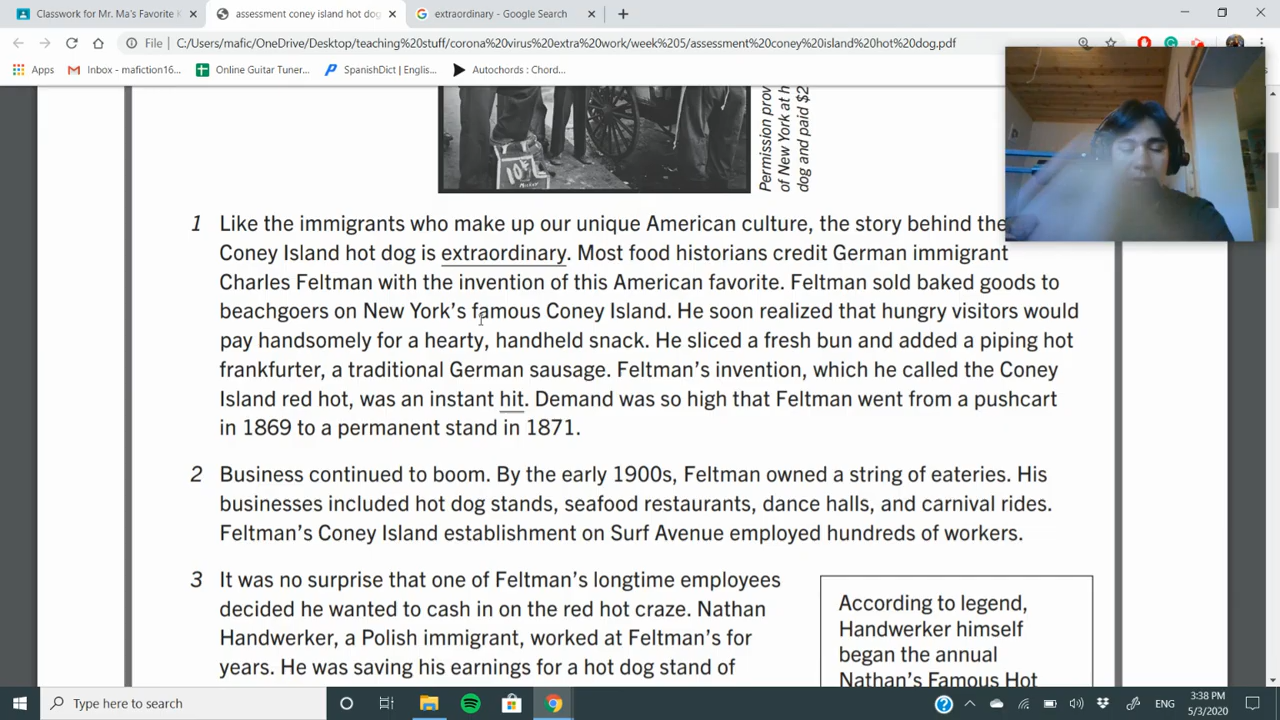 Classwork for Mr. Ma's Favorite
assessment coney island hot dog
extraordinary - Google Search
File
C:/Users/mafic/OneDrive/Desktop/teaching%20stuff/corona%20virus%20extra%20work/week%205/assessment%20coney%20island%20hot%20dog.pdf
Apps
Inbox - mafiction16...
Online Guitar Tuner...
SpanishDict | Englis...
Autochords : Chord...
10¢
Permission prov
of New York at h
dog and paid $2
1 Like the immigrants who make up our unique American culture, the story behind the
Coney Island hot dog is extraordinary. Most food historians credit German immigrant
Charles Feltman with the invention of this American favorite. Feltman sold baked goods to
beachgoers on New York's famous Coney Island. He soon realized that hungry visitors would
pay handsomely for a hearty, handheld snack. He sliced a fresh bun and added a piping hot
frankfurter, a traditional German sausage. Feltman's invention, which he called the Coney
Island red hot, was an instant hit. Demand was so high that Feltman went from a pushcart
in 1869 to a permanent stand in 1871.
2 Business continued to boom. By the early 1900s, Feltman owned a string of eateries. His
businesses included hot dog stands, seafood restaurants, dance halls, and carnival rides.
Feltman's Coney Island establishment on Surf Avenue employed hundreds of workers.
3 It was no surprise that one of Feltman's longtime employees
decided he wanted to cash in on the red hot craze. Nathan
Handwerker, a Polish immigrant, worked at Feltman's for
years. He was saving his earnings for a hot dog stand of
According to legend,
Handwerker himself
began the annual
Nathan's Famous Hot
Type here to search
ENG
3:38 PM
5/3/2020